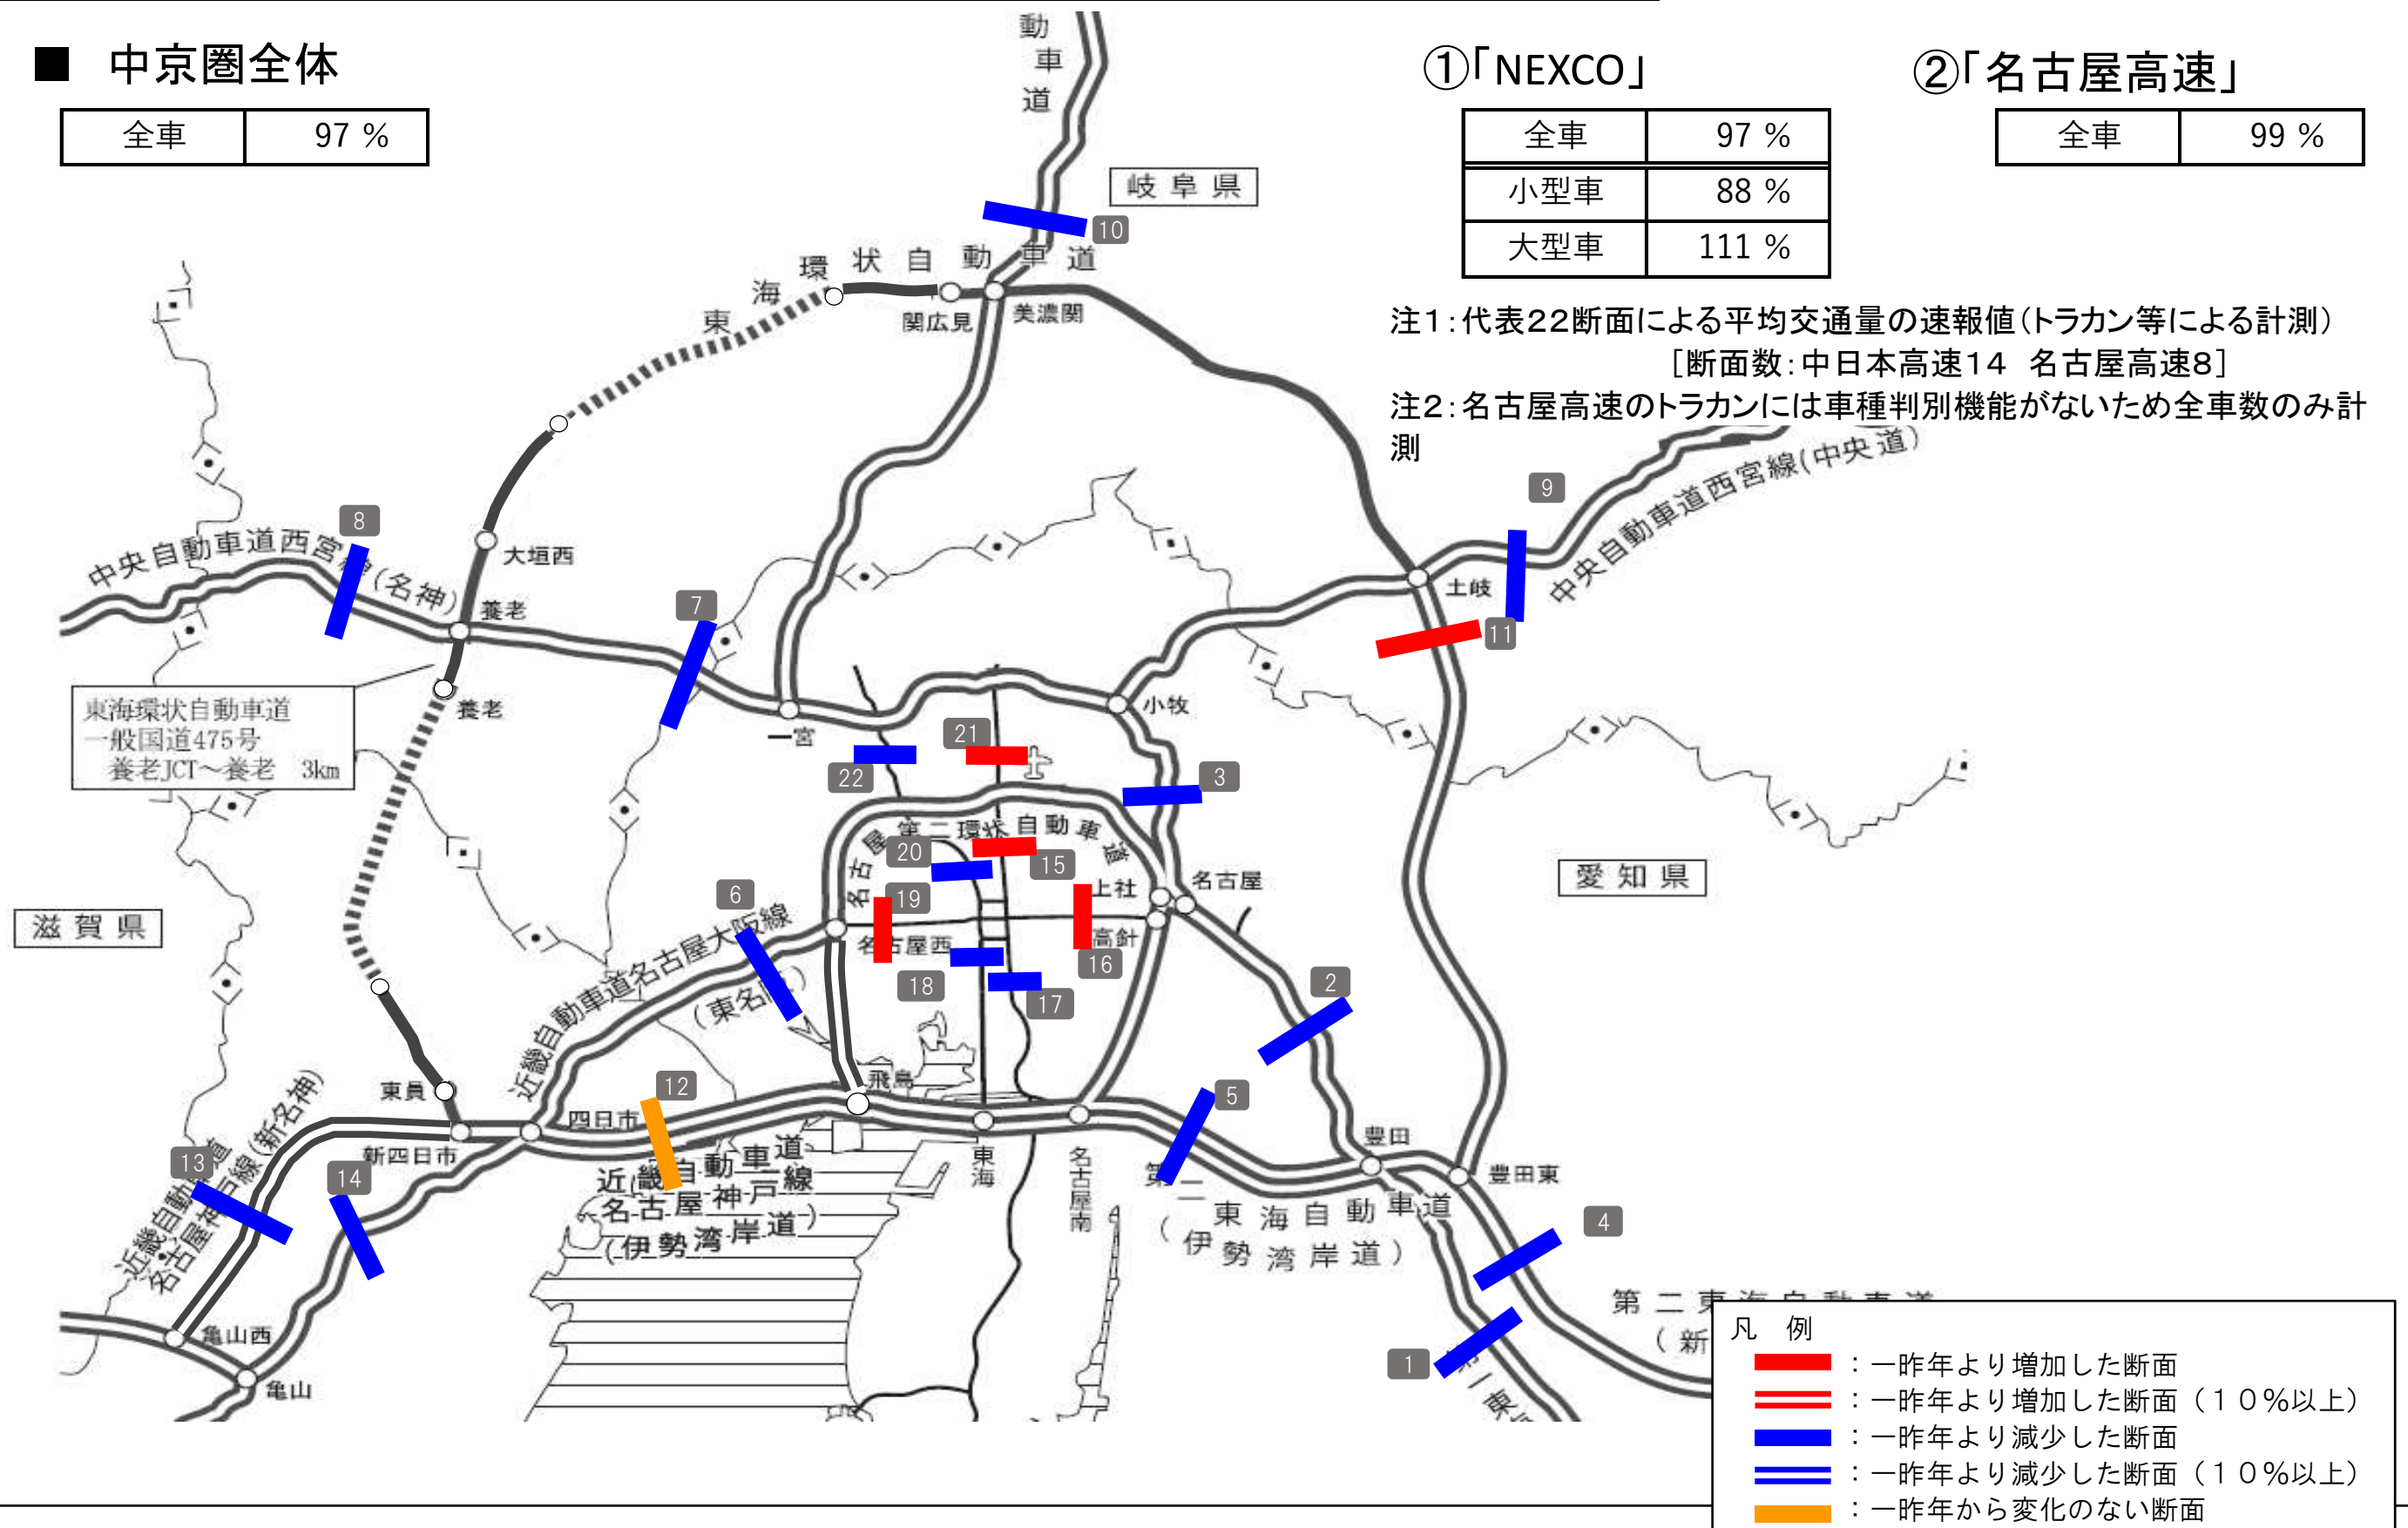 ■ 中京圏全体
全車 97 %
①「NEXCO」
全車 97 %
小型車 88 %
大型車 111 %
②「名古屋高速」
全車 99 %
注1：代表22断面による平均交通量の速報値（トラカン等による計測）
［断面数：中日本高速14 名古屋高速8］
注2：名古屋高速のトラカンには車種判別機能がないため全車数のみ計
測
動車道
岐阜県
10
東海環状自動車道
関広見
美濃関
9
中央自動車道西宮線(中央道)
8
中央自動車道西宮線(名神)
大垣西
養老
7
土岐
11
養老
東海環状自動車道
一般国道475号
養老JCT～養老 3km
一宮
小牧
21
22
3
名古屋第二環状自動車道
20
15
上社
名古屋
愛知県
19
6
滋賀県
名古屋西
高針
16
18
17
2
近畿自動車道名古屋大阪線
(東名阪)
東員
飛島
12
5
四日市
新四日市
13
14
近畿自動車道
名古屋神戸線(新名神)
近畿自動車道
名古屋神戸線
(伊勢湾岸道)
東海
名古屋南
豊田
豊田東
第二東海自動車道
(伊勢湾岸道)
4
亀山西
亀山
1
第一東
第二東海自動車道
(新
凡 例
：一昨年より増加した断面
：一昨年より増加した断面（１０％以上）
：一昨年より減少した断面
：一昨年より減少した断面（１０％以上）
：一昨年から変化のない断面